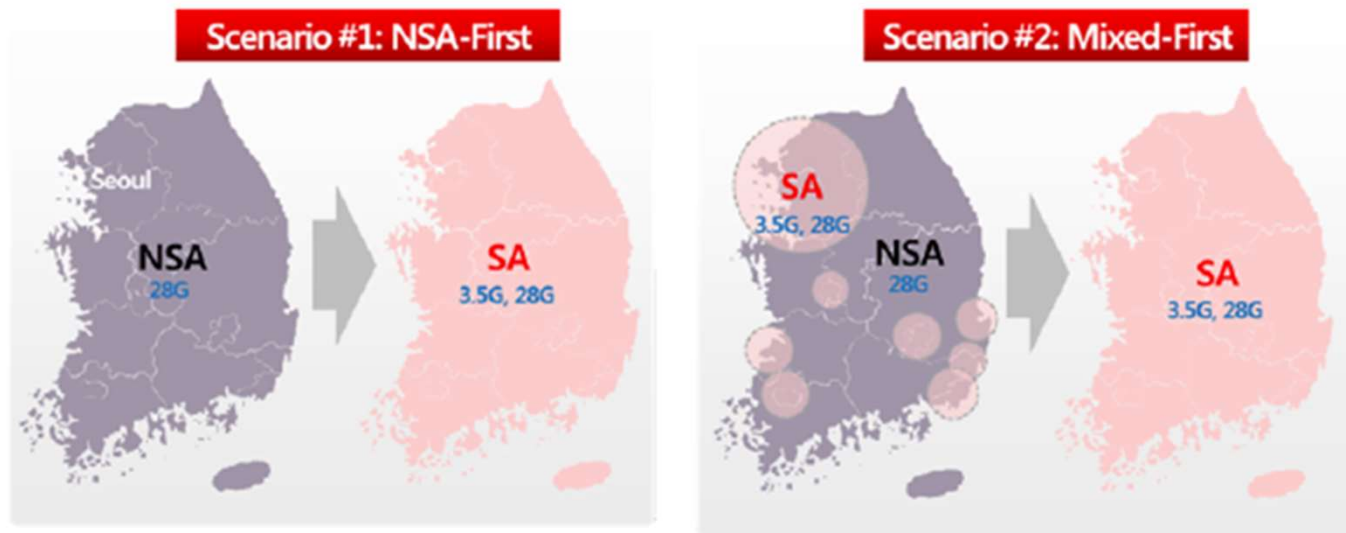 Scenario #1: NSA-First
Seoul
NSA
28G
SA
3.5G, 28G
Scenario #2: Mixed-First
SA
3.5G, 28G
NSA
28G
SA
3.5G, 28G